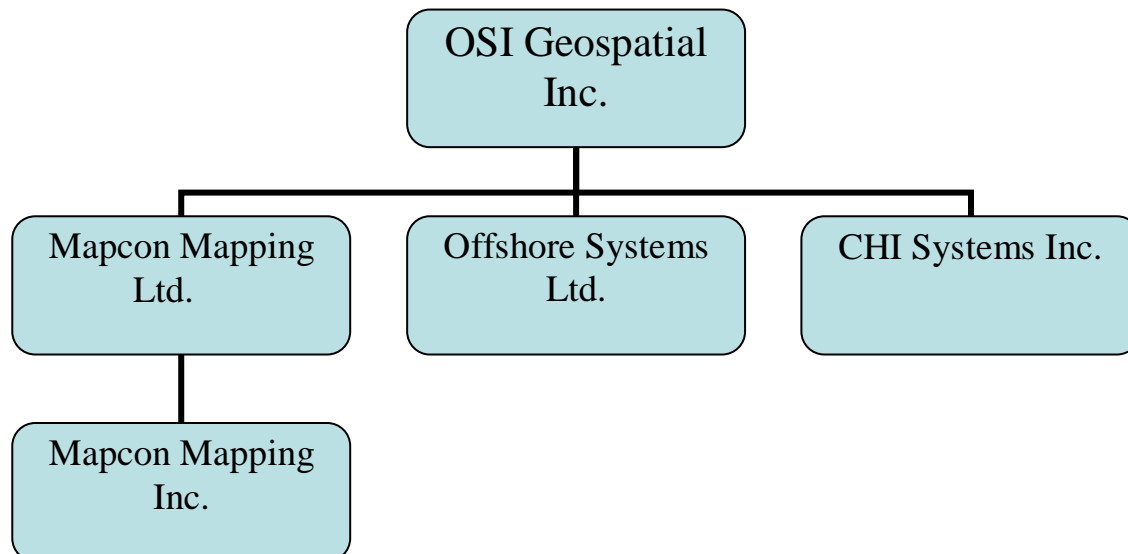 OSI Geospatial
Inc.
Mapcon Mapping
Ltd.
Offshore Systems
Ltd.
CHI Systems Inc.
Mapcon Mapping
Inc.